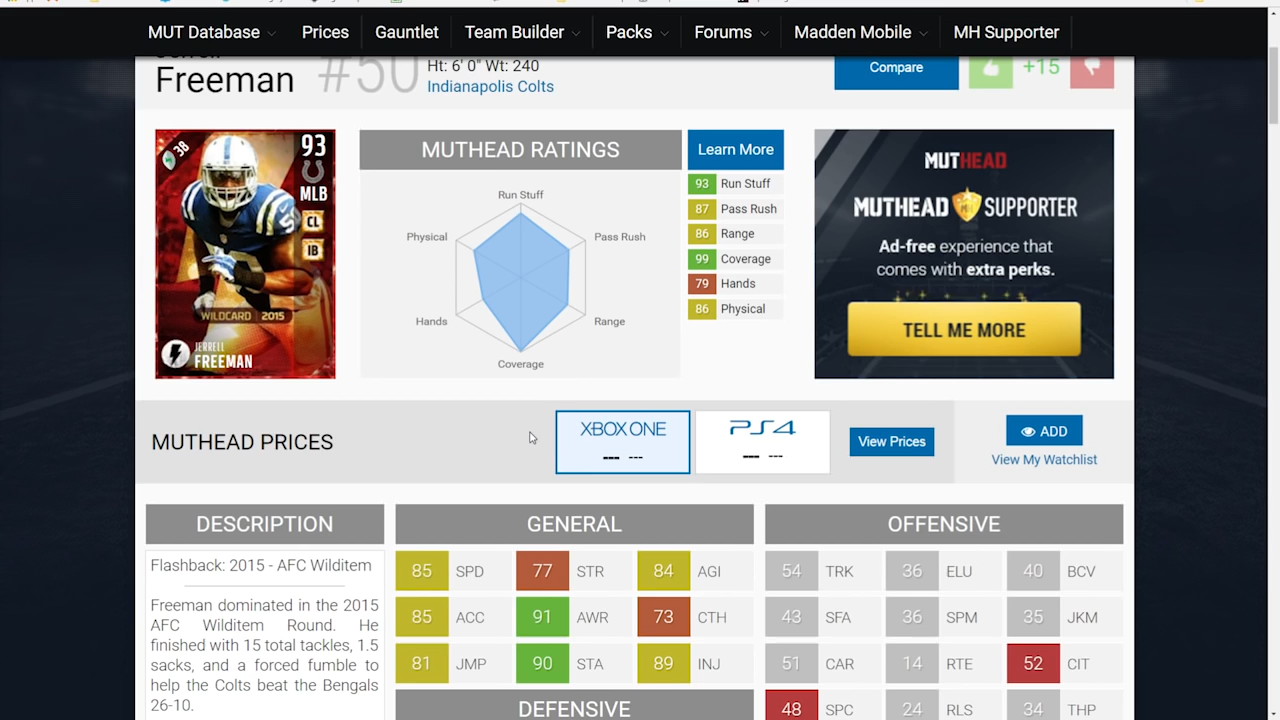 MUT Database Prices Gauntlet Team Builder Packs Forums Madden Mobile MH Supporter
Freeman #50
Ht: 6' 0" Wt: 240
Indianapolis Colts
Compare
+15
38
93
MLB
CL
IB
WILDCARD 2015
JERRELL
FREEMAN
MUTHEAD RATINGS
Run Stuff
Physical Pass Rush
Hands Range
Coverage
Learn More
93 Run Stuff
87 Pass Rush
86 Range
99 Coverage
79 Hands
86 Physical
MUTHEAD
MUTHEAD SUPPORTER
Ad-free experience that
comes with extra perks.
TELL ME MORE
MUTHEAD PRICES
XBOX ONE
--- ---
PS4
--- ---
View Prices
ADD
View My Watchlist
DESCRIPTION
Flashback: 2015 - AFC Wilditem
Freeman dominated in the 2015
AFC Wilditem Round. He
finished with 15 total tackles, 1.5
sacks, and a forced fumble to
help the Colts beat the Bengals
26-10.
GENERAL
85 SPD 77 STR 84 AGI
85 ACC 91 AWR 73 CTH
81 JMP 90 STA 89 INJ
DEFENSIVE
OFFENSIVE
54 TRK 36 ELU 40 BCV
43 SFA 36 SPM 35 JKM
51 CAR 14 RTE 52 CIT
48 SPC 24 RLS 34 THP